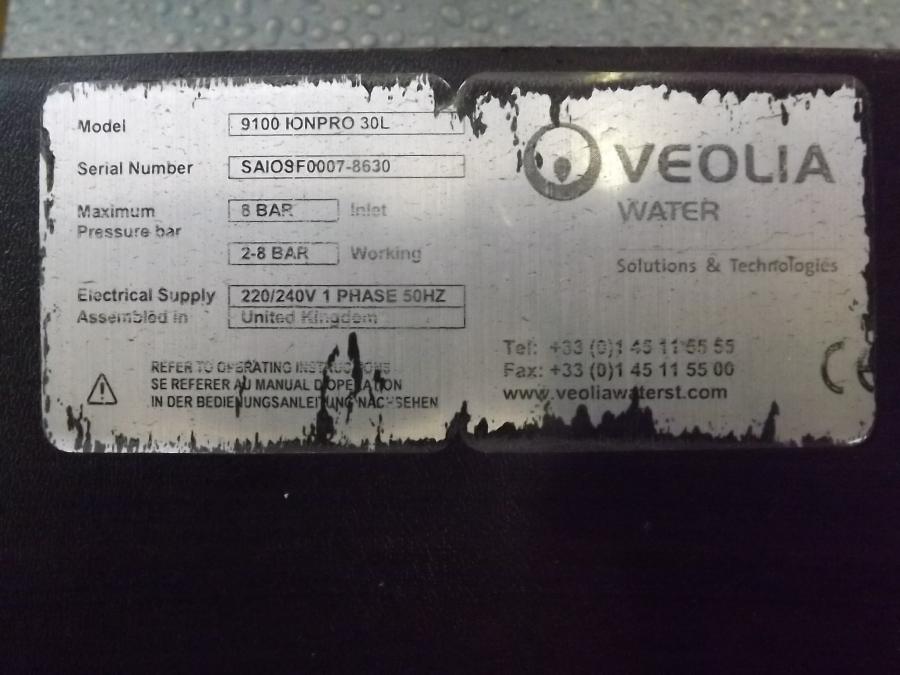 Model 9100 IONPRO 30L
Serial Number SAIO9F0007-8630
Maximum Pressure bar 8 BAR Inlet
2-8 BAR Working
Electrical Supply 220/240V 1 PHASE 50HZ
Assembled in United Kingdom
REFER TO OPERATING INSTRUCTIONS
SE REFERER AU MANUAL D'OPERATION
IN DER BEDIENUNGSANLEITUNG NACHSEHEN
VEOLIA
WATER
Solutions & Technologies
Tel: +33 (0)1 45 11 55 55
Fax: +33 (0)1 45 11 55 00
www.veoliawaterst.com
CE